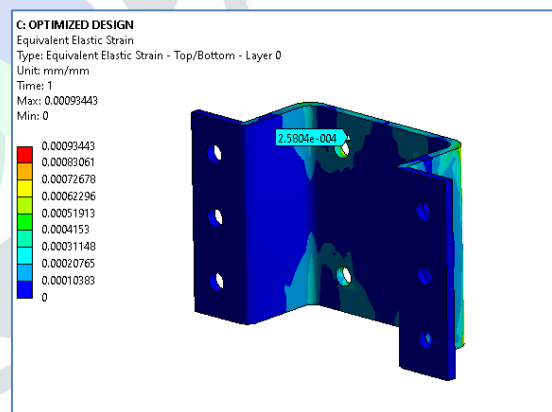 C: OPTIMIZED DESIGN
Equivalent Elastic Strain
Type: Equivalent Elastic Strain - Top/Bottom - Layer 0
Unit: mm/mm
Time: 1
Max: 0.00093443
Min: 0
2.5804e-004
0.00093443
0.00083061
0.00072678
0.00062296
0.00051913
0.0004153
0.00031148
0.00020765
0.00010383
0